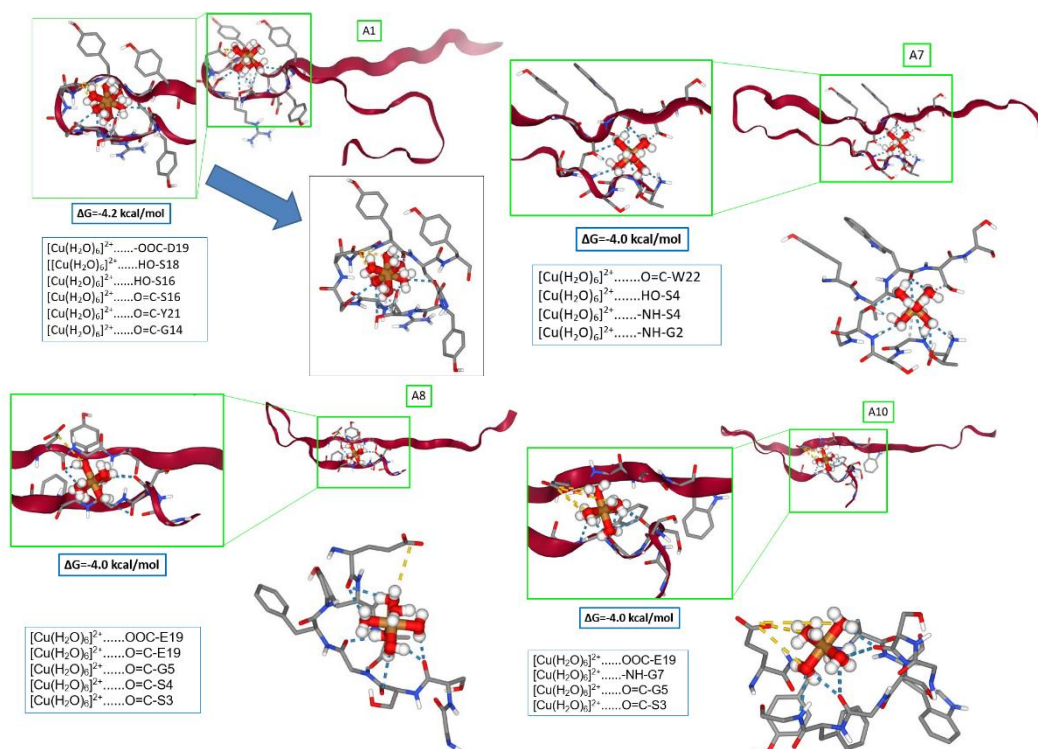 A1
ΔG=-4.2 kcal/mol
[Cu(H₂O)₆]²⁺......-OOC-D19
[[Cu(H₂O)₆]²⁺......HO-S18
[Cu(H₂O)₆]²⁺......HO-S16
[Cu(H₂O)₆]²⁺......O=C-S16
[Cu(H₂O)₆]²⁺......O=C-Y21
[Cu(H₂O)₆]²⁺......O=C-G14
A7
ΔG=-4.0 kcal/mol
[Cu(H₂O)₆]²⁺......O=C-W22
[Cu(H₂O)₆]²⁺......HO-S4
[Cu(H₂O)₆]²⁺......-NH-S4
[Cu(H₂O)₆]²⁺......-NH-G2
A8
ΔG=-4.0 kcal/mol
[Cu(H₂O)₆]²⁺......OOC-E19
[Cu(H₂O)₆]²⁺......O=C-E19
[Cu(H₂O)₆]²⁺......O=C-G5
[Cu(H₂O)₆]²⁺......O=C-S4
[Cu(H₂O)₆]²⁺......O=C-S3
A10
ΔG=-4.0 kcal/mol
[Cu(H₂O)₆]²⁺......OOC-E19
[Cu(H₂O)₆]²⁺......-NH-G7
[Cu(H₂O)₆]²⁺......O=C-G5
[Cu(H₂O)₆]²⁺......O=C-S3